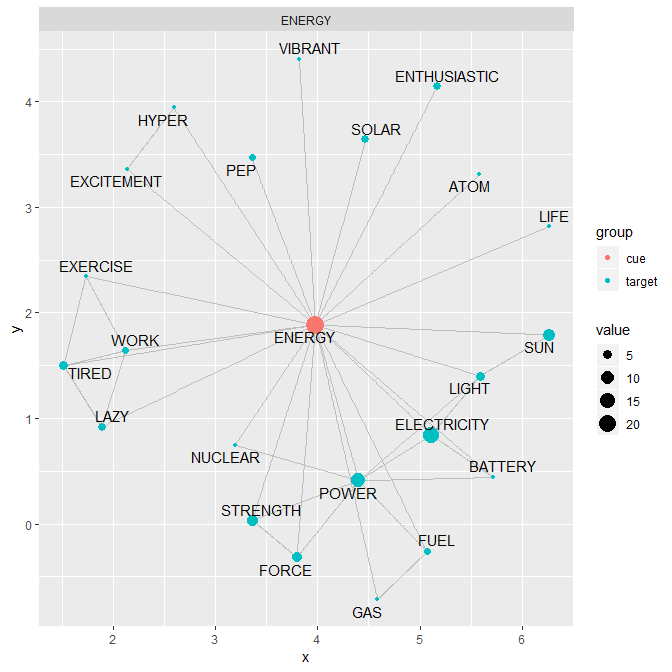 ENERGY
VIBRANT
ENTHUSIASTIC
HYPER
SOLAR
PEP
EXCITEMENT
ATOM
LIFE
EXERCISE
ENERGY
WORK
SUN
TIRED
LIGHT
LAZY
ELECTRICITY
NUCLEAR
BATTERY
POWER
STRENGTH
FUEL
FORCE
GAS
4
3
2
1
0
y
2
3
4
5
6
x
group
cue
target
value
5
10
15
20